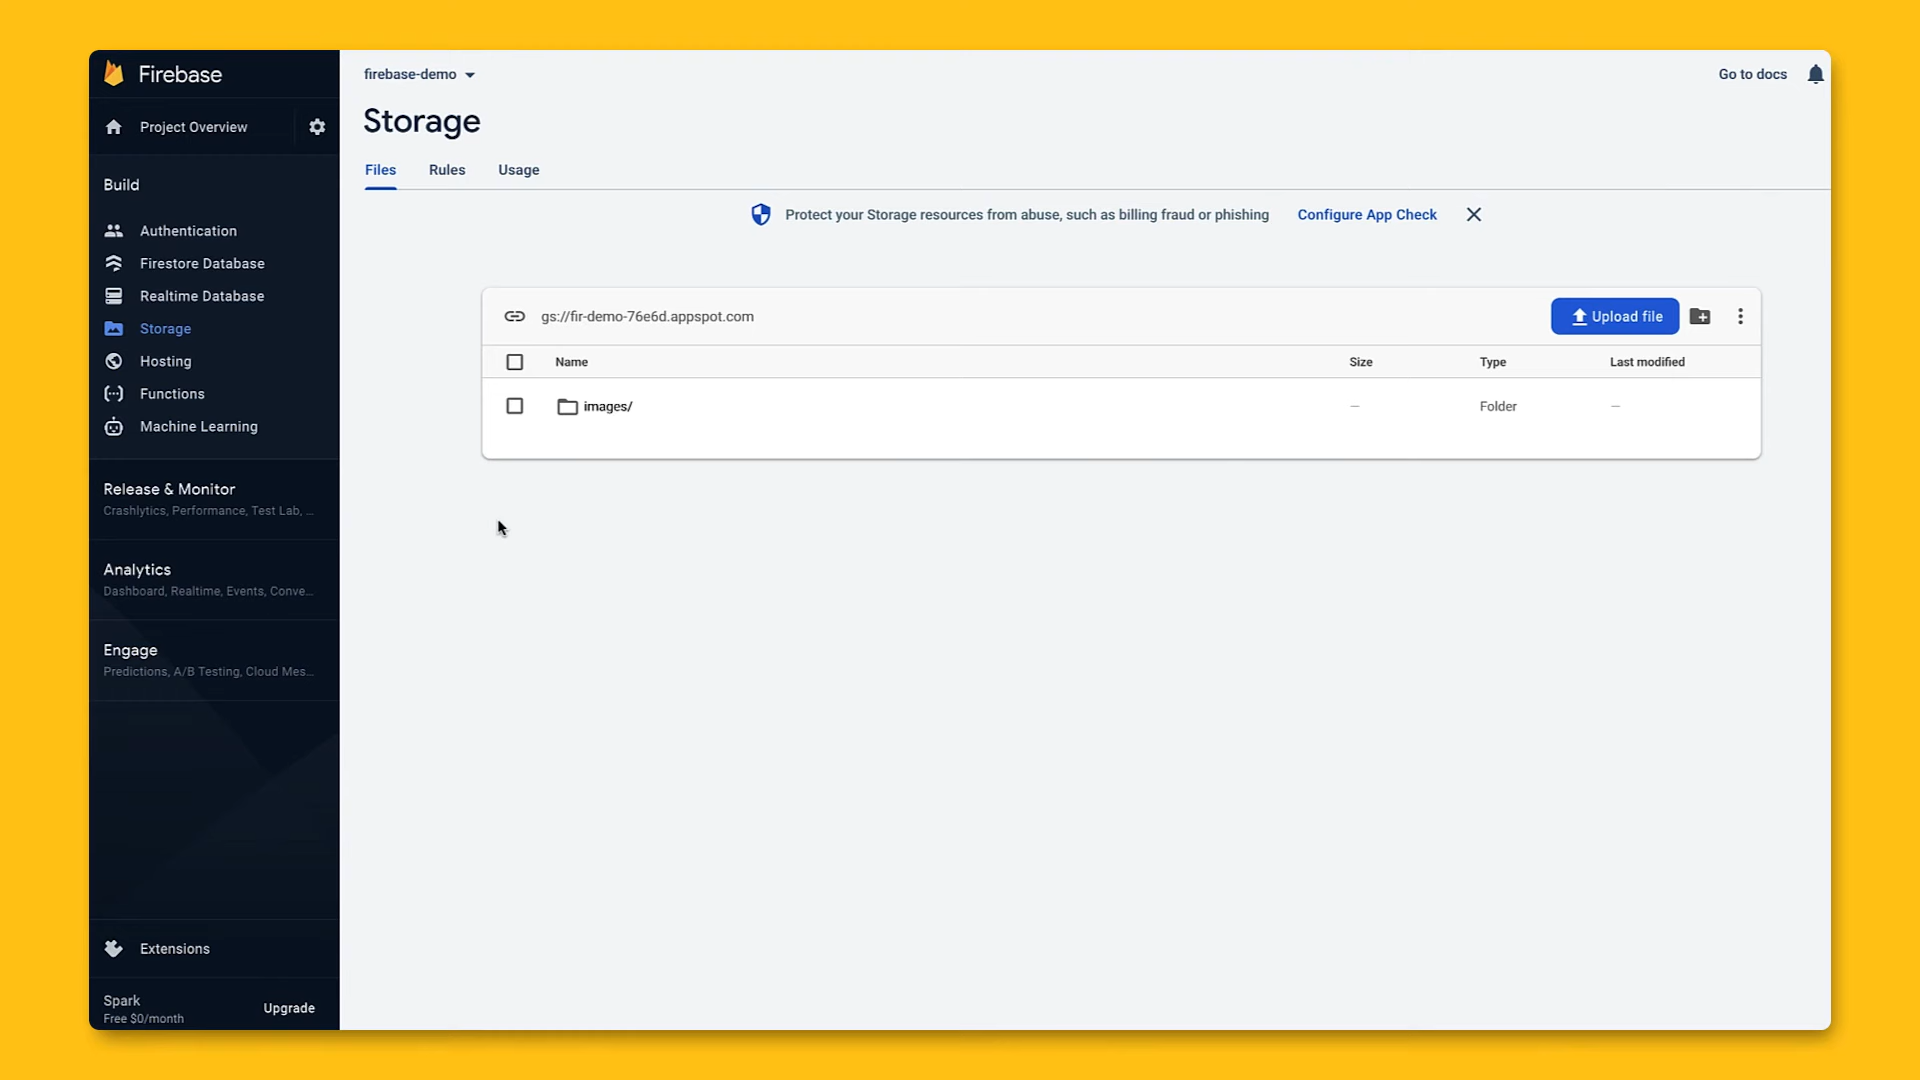 Firebase
Project Overview
Build
Authentication
Firestore Database
Realtime Database
Storage
Hosting
Functions
Machine Learning
Release & Monitor
Crashlytics, Performance, Test Lab, ...
Analytics
Dashboard, Realtime, Events, Conve...
Engage
Predictions, A/B Testing, Cloud Mes...
Extensions
Spark
Free $0/month
Upgrade
firebase-demo
Go to docs
Storage
Files Rules Usage
Protect your Storage resources from abuse, such as billing fraud or phishing Configure App Check
gs://fir-demo-76e6d.appspot.com
Upload file
Name Size Type Last modified
images/ — Folder —